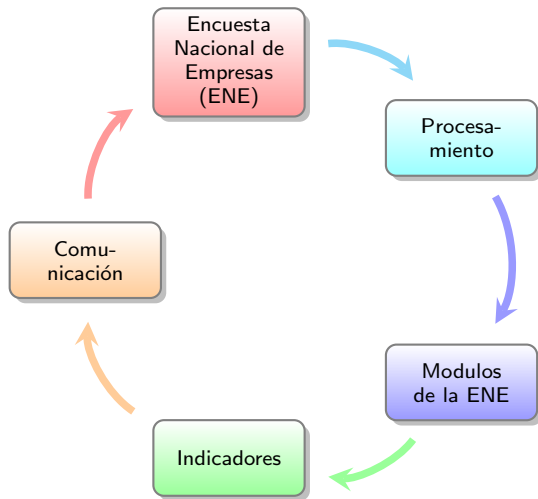 Encuesta
Nacional de
Empresas
(ENE)
Procesa-
miento
Modulos
de la ENE
Indicadores
Comu-
nicación